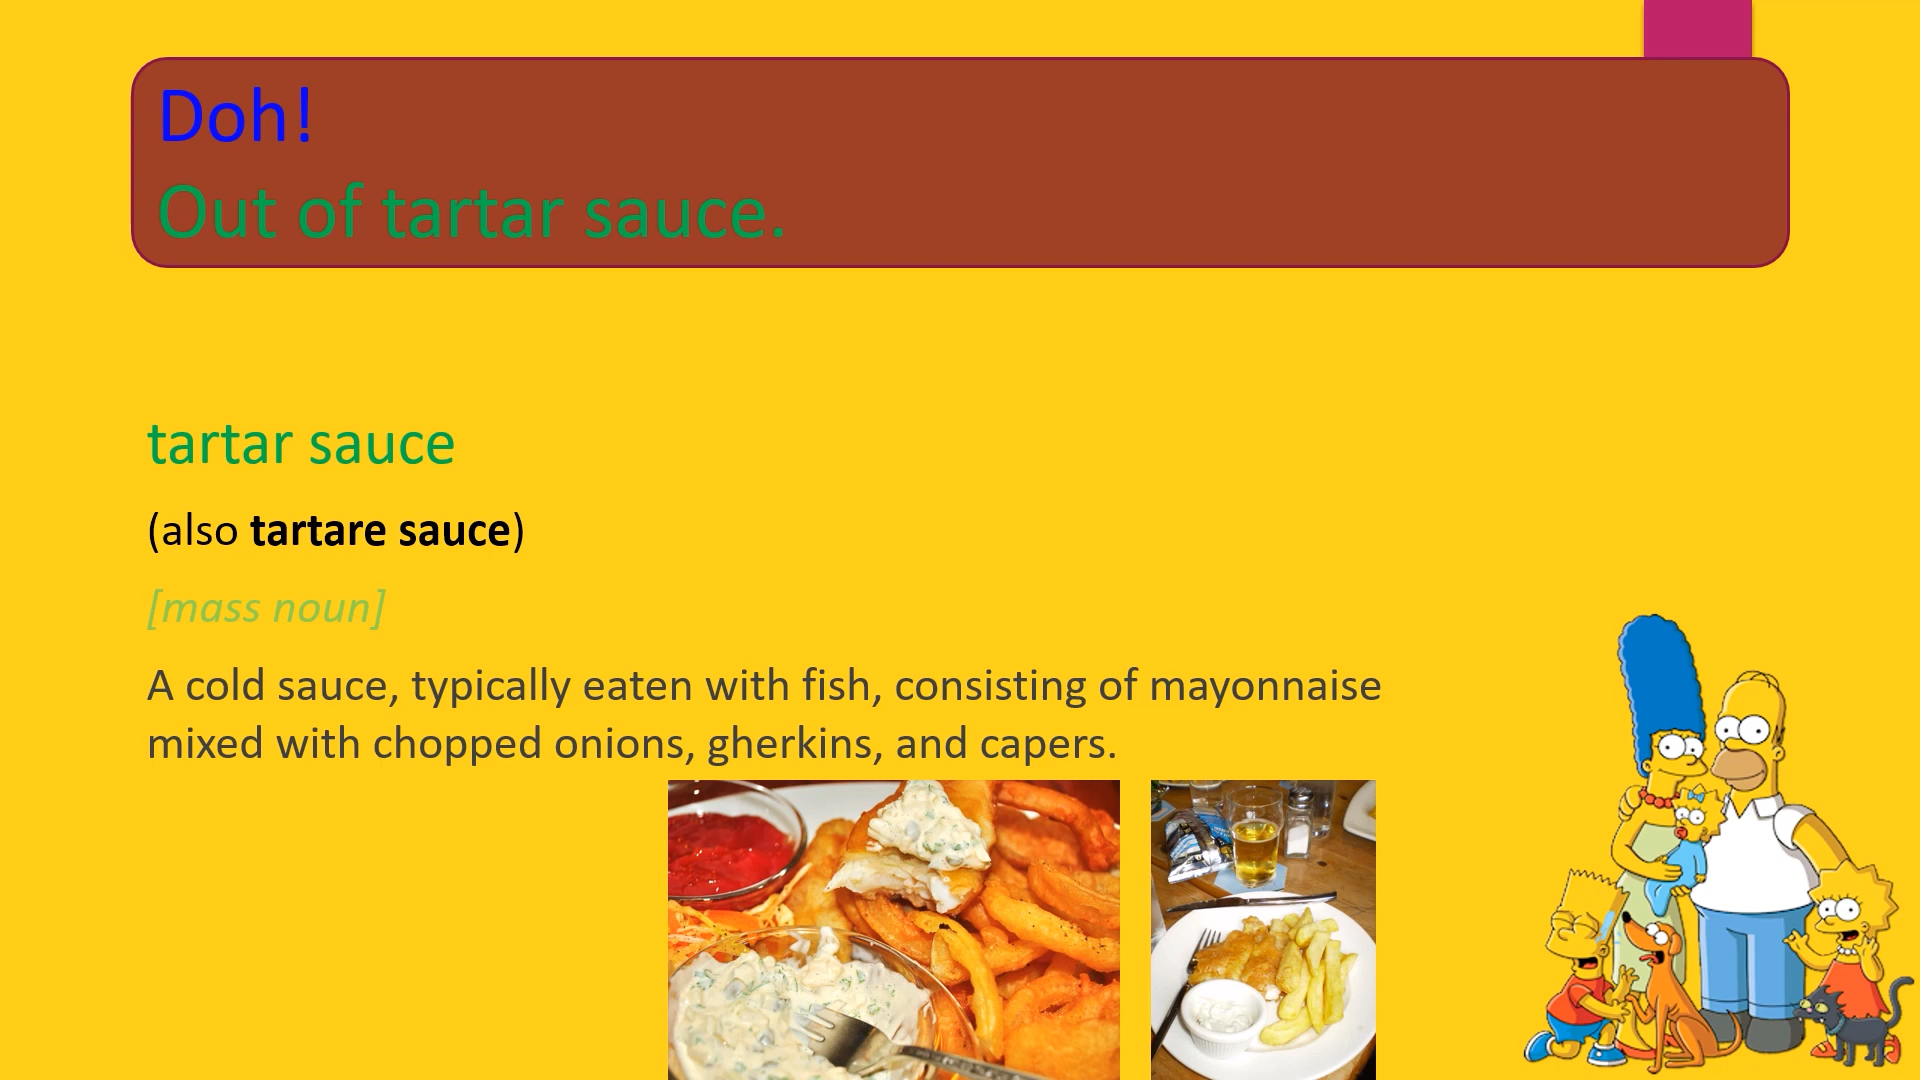 Doh!
Out of tartar sauce.
tartar sauce
(also tartare sauce)
[mass noun]
A cold sauce, typically eaten with fish, consisting of mayonnaise
mixed with chopped onions, gherkins, and capers.